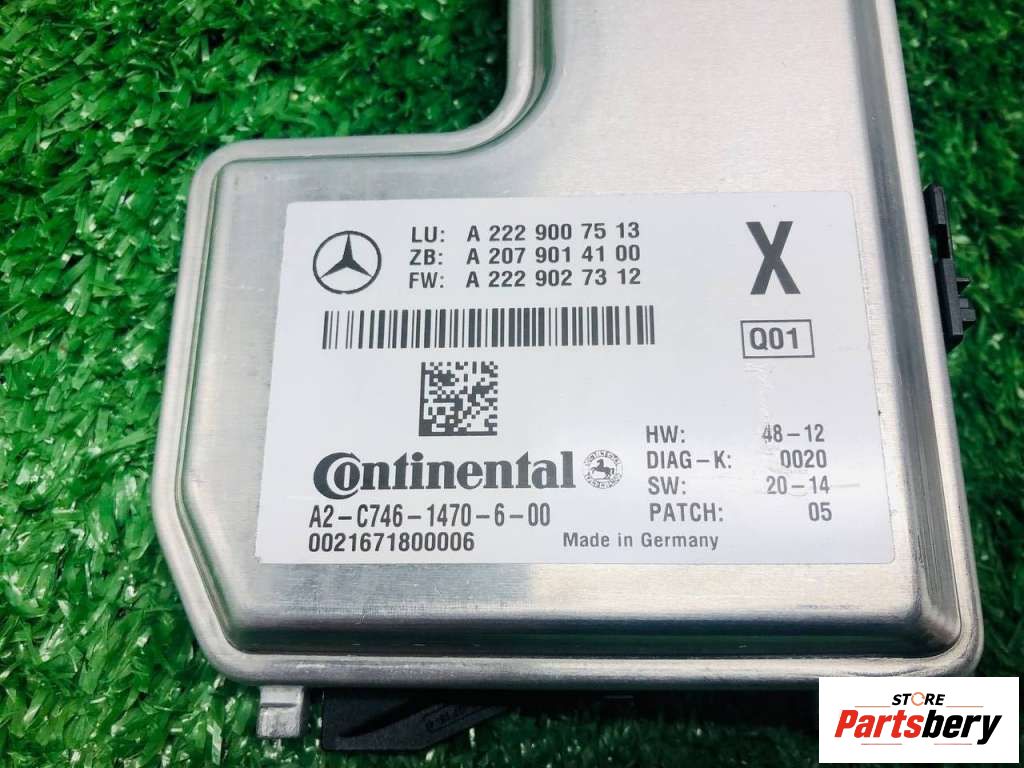 LU: A 222 900 75 13
ZB: A 207 901 41 00
FW: A 222 902 73 12
X
Q01
Continental
HW: 48-12
DIAG-K: 0020
SW: 20-14
PATCH: 05
A2-C746-1470-6-00
0021671800006
Made in Germany
STORE
Partsbery